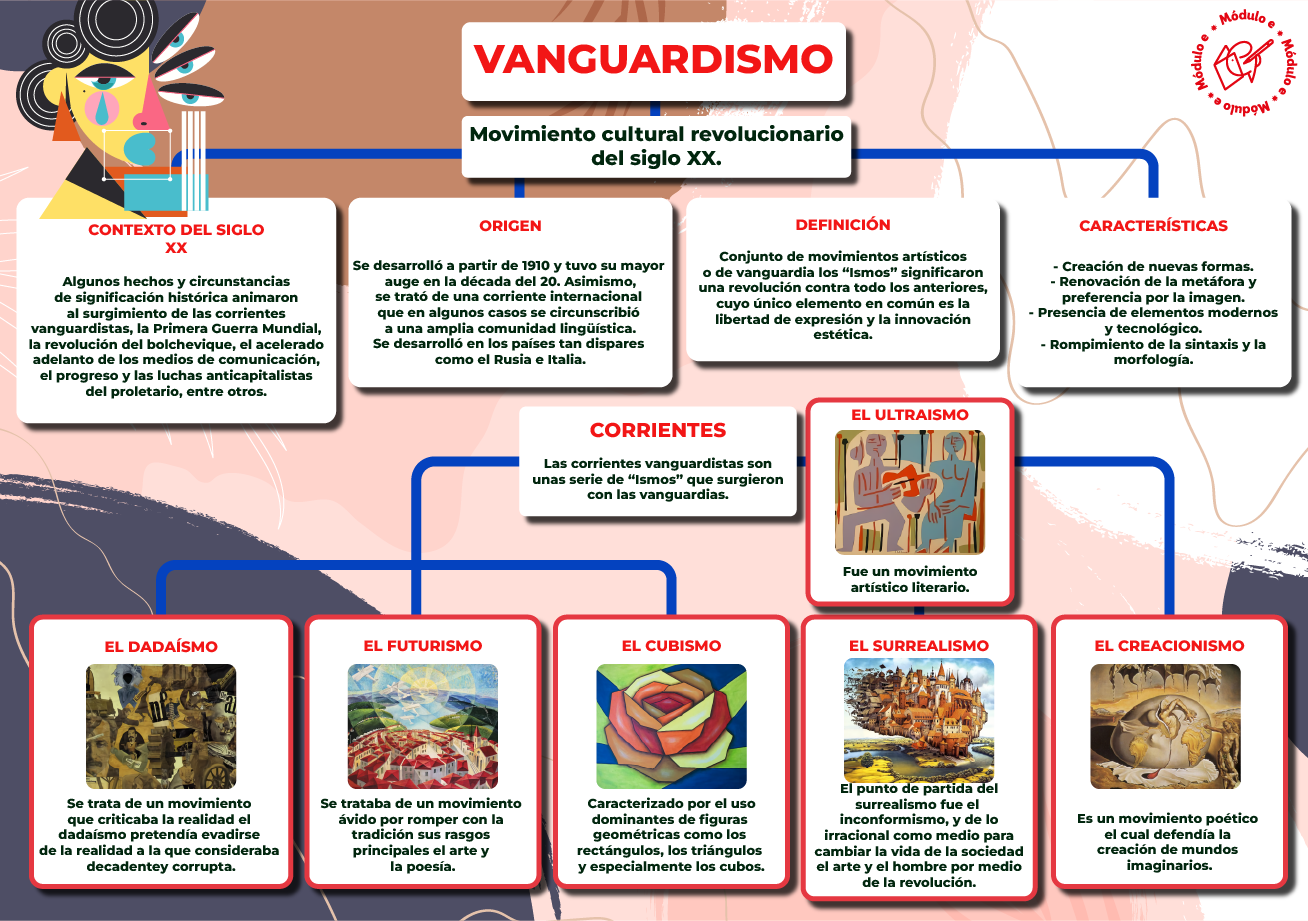 VANGUARDISMO
Módulo e * Módulo e * Módulo e * Módulo e *
Movimiento cultural revolucionario
del siglo XX.
CONTEXTO DEL SIGLO
XX
Algunos hechos y circunstancias
de significación histórica animaron
al surgimiento de las corrientes
vanguardistas, la Primera Guerra Mundial,
la revolución del bolchevique, el acelerado
adelanto de los medios de comunicación,
el progreso y las luchas anticapitalistas
del proletario, entre otros.
ORIGEN
Se desarrolló a partir de 1910 y tuvo su mayor
auge en la década del 20. Asimismo,
se trató de una corriente internacional
que en algunos casos se circunscribió
a una amplia comunidad lingüística.
Se desarrolló en los países tan dispares
como el Rusia e Italia.
DEFINICIÓN
Conjunto de movimientos artísticos
o de vanguardia los “Ismos” significaron
una revolución contra todo los anteriores,
cuyo único elemento en común es la
libertad de expresión y la innovación
estética.
CARACTERÍSTICAS
- Creación de nuevas formas.
- Renovación de la metáfora y
preferencia por la imagen.
- Presencia de elementos modernos
y tecnológico.
- Rompimiento de la sintaxis y la
morfología.
CORRIENTES
Las corrientes vanguardistas son
unas serie de “Ismos” que surgieron
con las vanguardias.
EL ULTRAISMO
Fue un movimiento
artístico literario.
EL DADAÍSMO
Se trata de un movimiento
que criticaba la realidad el
dadaísmo pretendía evadirse
de la realidad a la que consideraba
decadentey corrupta.
EL FUTURISMO
Se trataba de un movimiento
ávido por romper con la
tradición sus rasgos
principales el arte y
la poesía.
EL CUBISMO
Caracterizado por el uso
dominantes de figuras
geométricas como los
rectángulos, los triángulos
y especialmente los cubos.
EL SURREALISMO
El punto de partida del
surrealismo fue el
inconformismo, y de lo
irracional como medio para
cambiar la vida de la sociedad
el arte y el hombre por medio
de la revolución.
EL CREACIONISMO
Es un movimiento poético
el cual defendía la
creación de mundos
imaginarios.